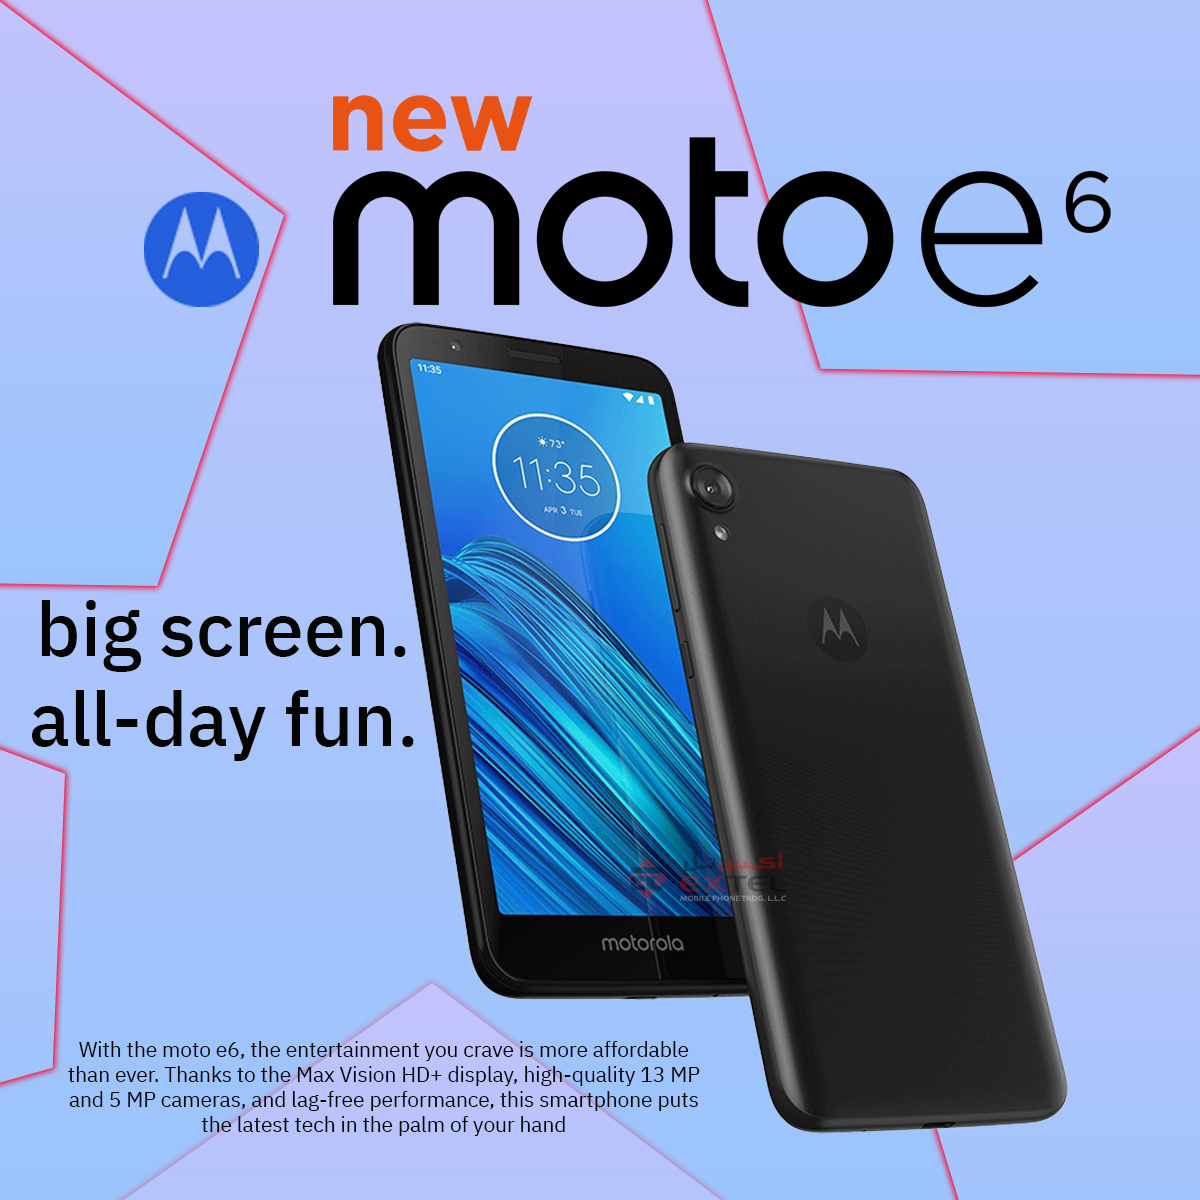 new
moto e6
11:35
73°
11:35
APR 3 TUE
big screen.
all-day fun.
اكستل
EXTEL
MOBILE PHONE TRDG. L.L.C
motorola
With the moto e6, the entertainment you crave is more affordable
than ever. Thanks to the Max Vision HD+ display, high-quality 13 MP
and 5 MP cameras, and lag-free performance, this smartphone puts
the latest tech in the palm of your hand